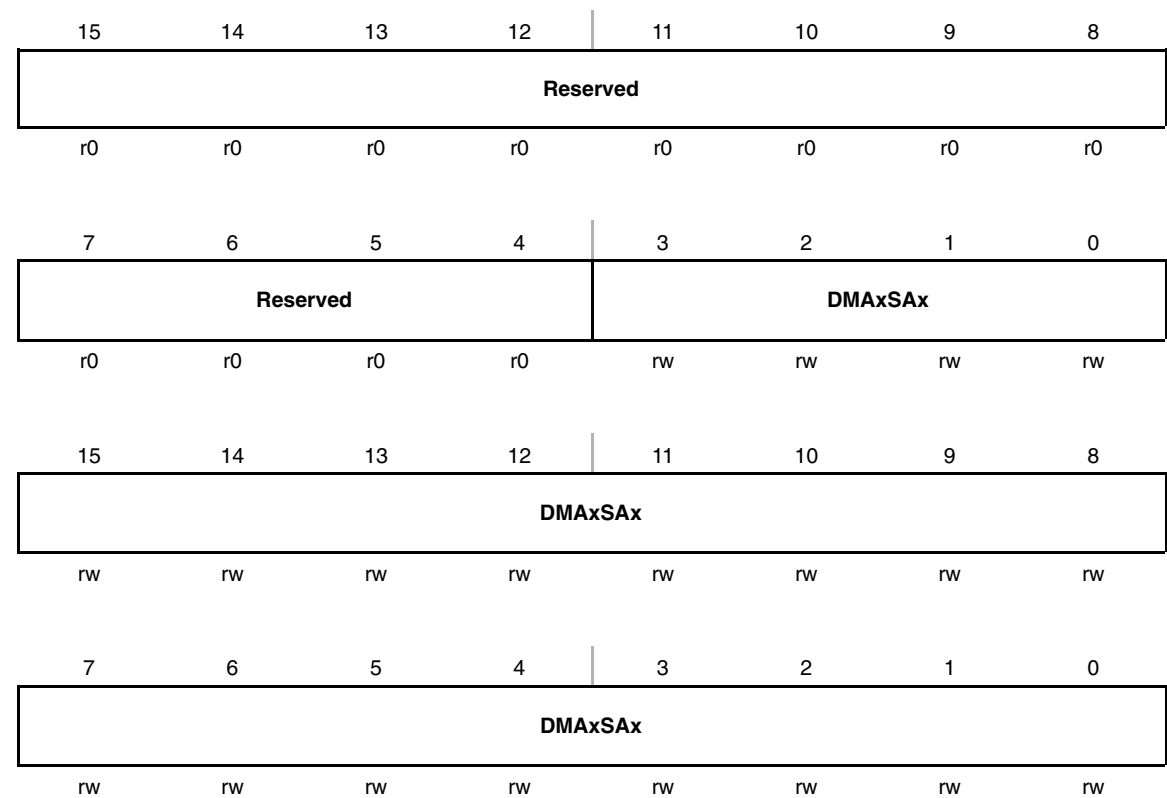 15 14 13 12 11 10 9 8
Reserved
r0 r0 r0 r0 r0 r0 r0 r0
7 6 5 4 3 2 1 0
Reserved DMAxSAx
r0 r0 r0 r0 rw rw rw rw
15 14 13 12 11 10 9 8
DMAxSAx
rw rw rw rw rw rw rw rw
7 6 5 4 3 2 1 0
DMAxSAx
rw rw rw rw rw rw rw rw